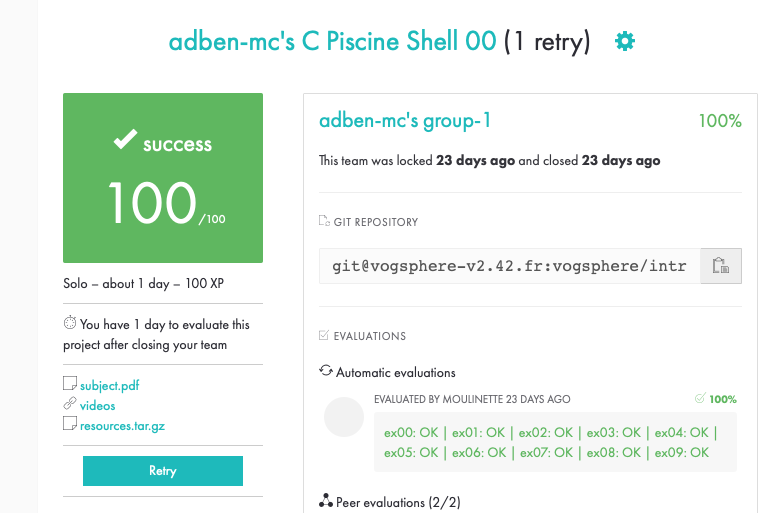 adben-mc's C Piscine Shell 00 (1 retry)
success
100/100
Solo – about 1 day – 100 XP
You have 1 day to evaluate this
project after closing your team
subject.pdf
videos
resources.tar.gz
Retry
adben-mc's group-1 100%
This team was locked 23 days ago and closed 23 days ago
GIT REPOSITORY
git@vogsphere-v2.42.fr:vogsphere/intr
EVALUATIONS
Automatic evaluations
EVALUATED BY MOULINETTE 23 DAYS AGO 100%
ex00: OK | ex01: OK | ex02: OK | ex03: OK | ex04: OK |
ex05: OK | ex06: OK | ex07: OK | ex08: OK | ex09: OK
Peer evaluations (2/2)